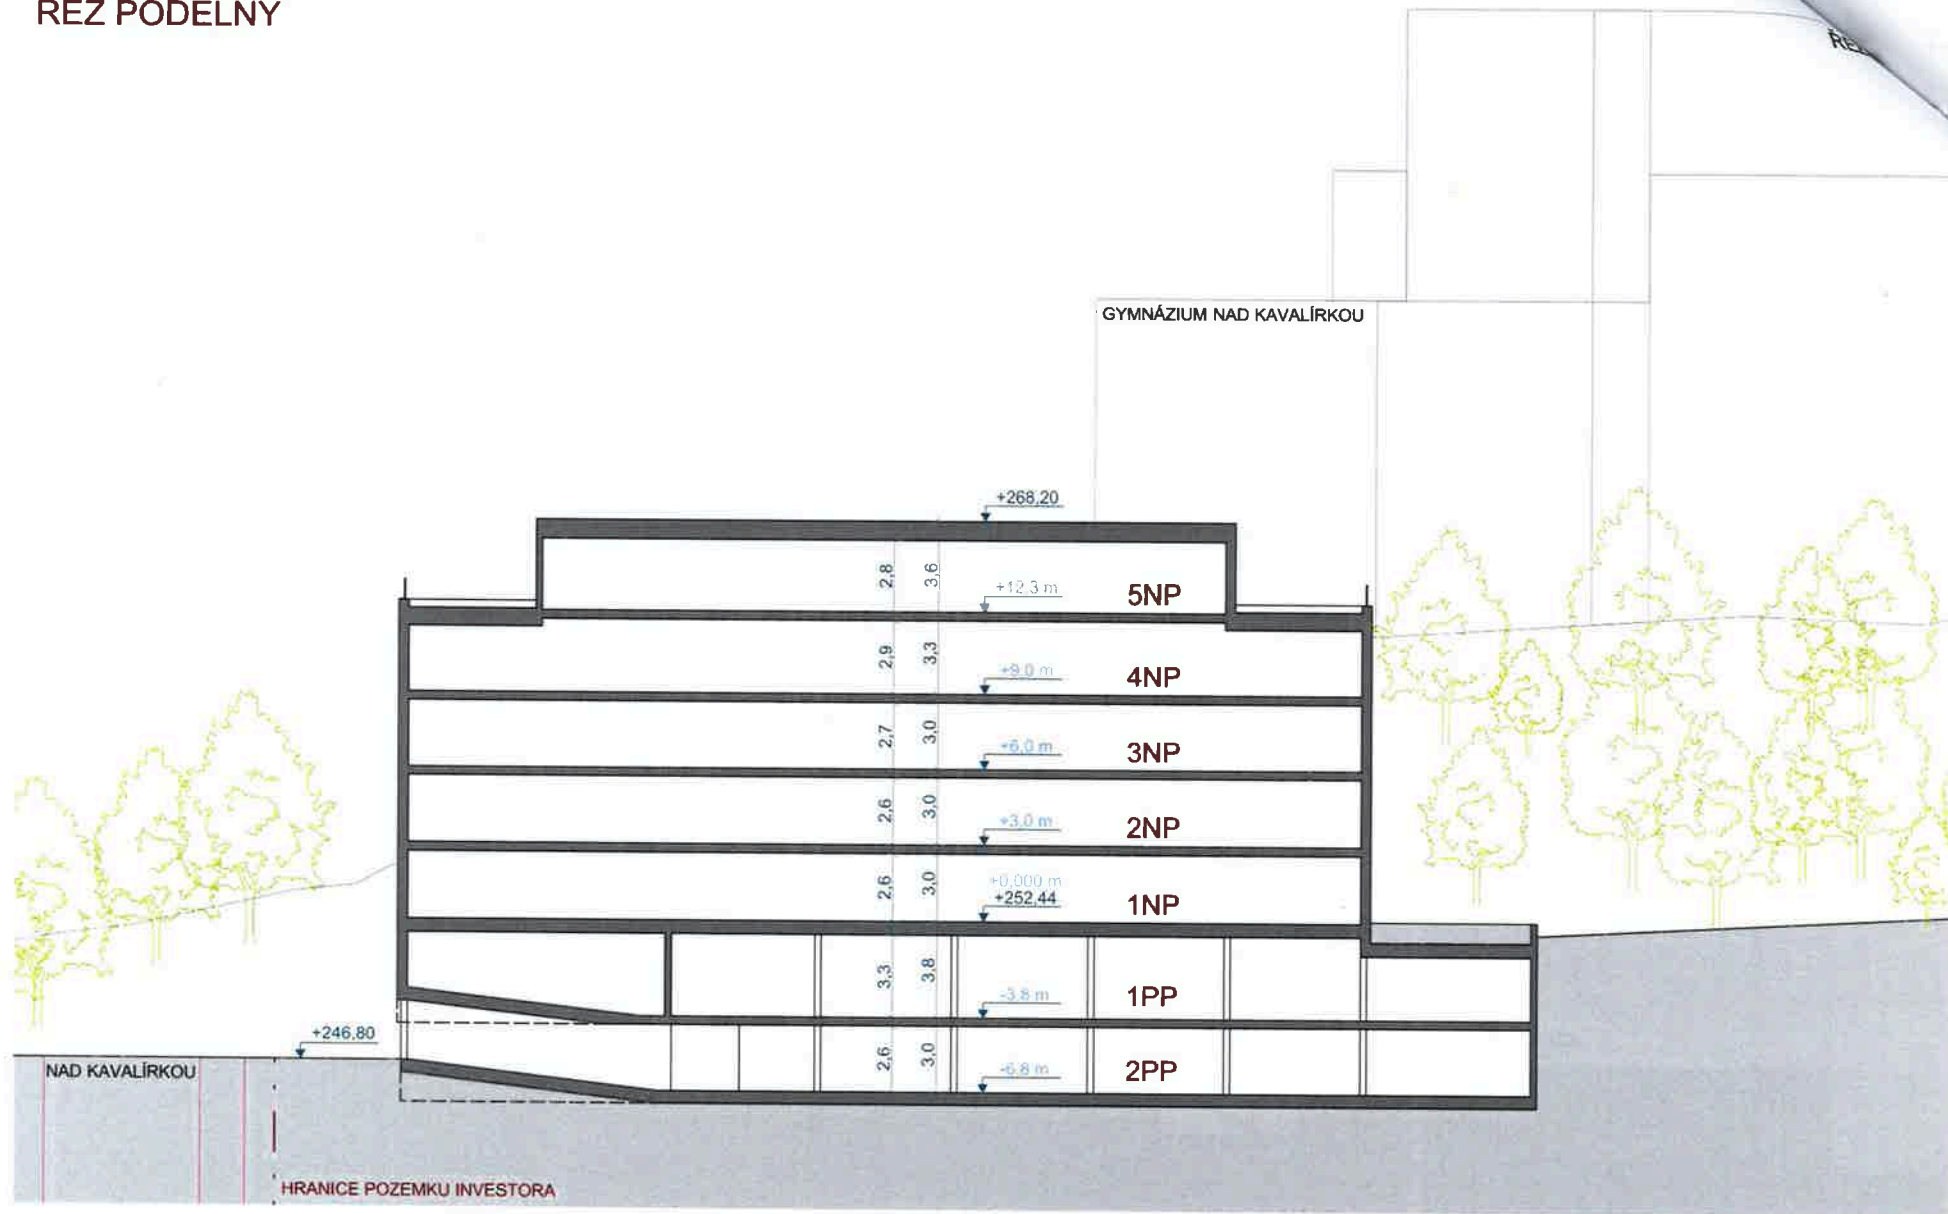 ŘEZ PODÉLNÝ
GYMNÁZIUM NAD KAVALÍRKOU
+268,20
2,8 3,6 +12,3 m 5NP
2,9 3,3 +9,0 m 4NP
2,7 3,0 +6,0 m 3NP
2,6 3,0 +3,0 m 2NP
+0,000 m
2,6 3,0 +252,44 1NP
3,3 3,8 -3,8 m 1PP
+246,80
2,6 3,0 -6,8 m 2PP
NAD KAVALÍRKOU
HRANICE POZEMKU INVESTORA